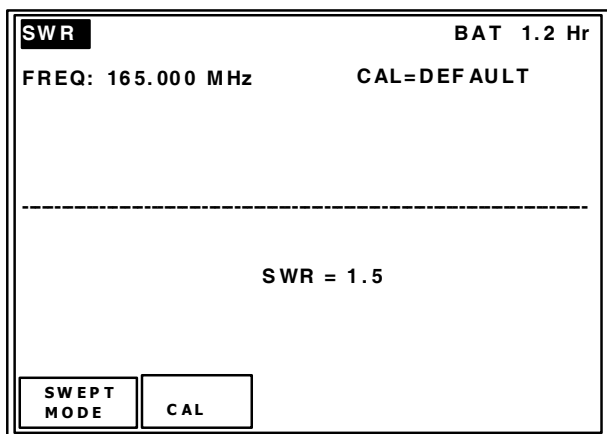 SWR BAT 1.2 Hr
FREQ: 165.000 MHz CAL=DEFAULT
SWR = 1.5
SWEPT
MODE CAL